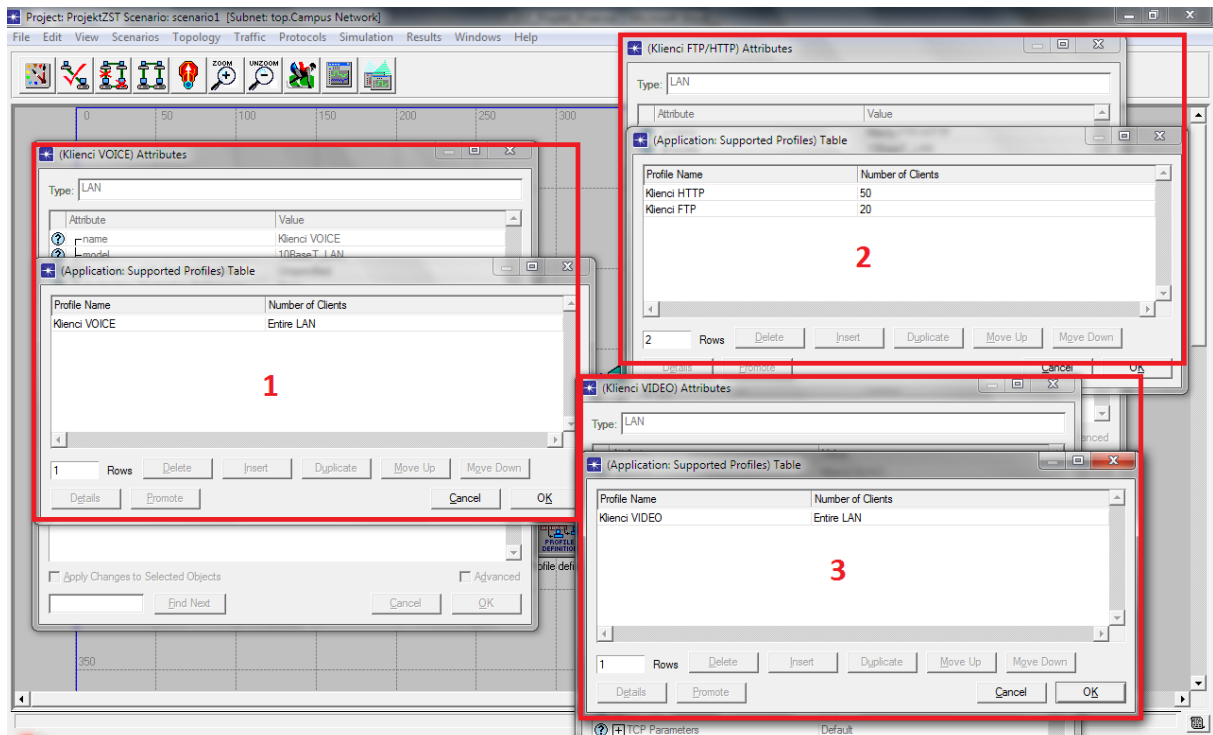 Project: ProjektZST Scenario: scenario1 [Subnet: top.Campus Network]
File Edit View Scenarios Topology Traffic Protocols Simulation Results Windows Help
ZOOM UNZOOM
0 50 100 150 200 250 300
(Klienci VOICE) Attributes
Type: LAN
Attribute Value
name Klienci VOICE
model 10BaseT_LAN
(Application: Supported Profiles) Table
Profile Name Number of Clients
Klienci VOICE Entire LAN
1
1 Rows Delete Insert Duplicate Move Up Move Down
Details Promote Cancel OK
PROFILE
Apply Changes to Selected Objects Advanced
Find Next Cancel OK
350
(Klienci FTP/HTTP) Attributes
Type: LAN
Attribute Value
(Application: Supported Profiles) Table
Profile Name Number of Clients
Klienci HTTP 50
Klienci FTP 20
2
2 Rows Delete Insert Duplicate Move Up Move Down
Details Promote Cancel OK
(Klienci VIDEO) Attributes
Type: LAN
(Application: Supported Profiles) Table
Profile Name Number of Clients
Klienci VIDEO Entire LAN
3
1 Rows Delete Insert Duplicate Move Up Move Down
Details Promote Cancel OK
TCP Parameters Default